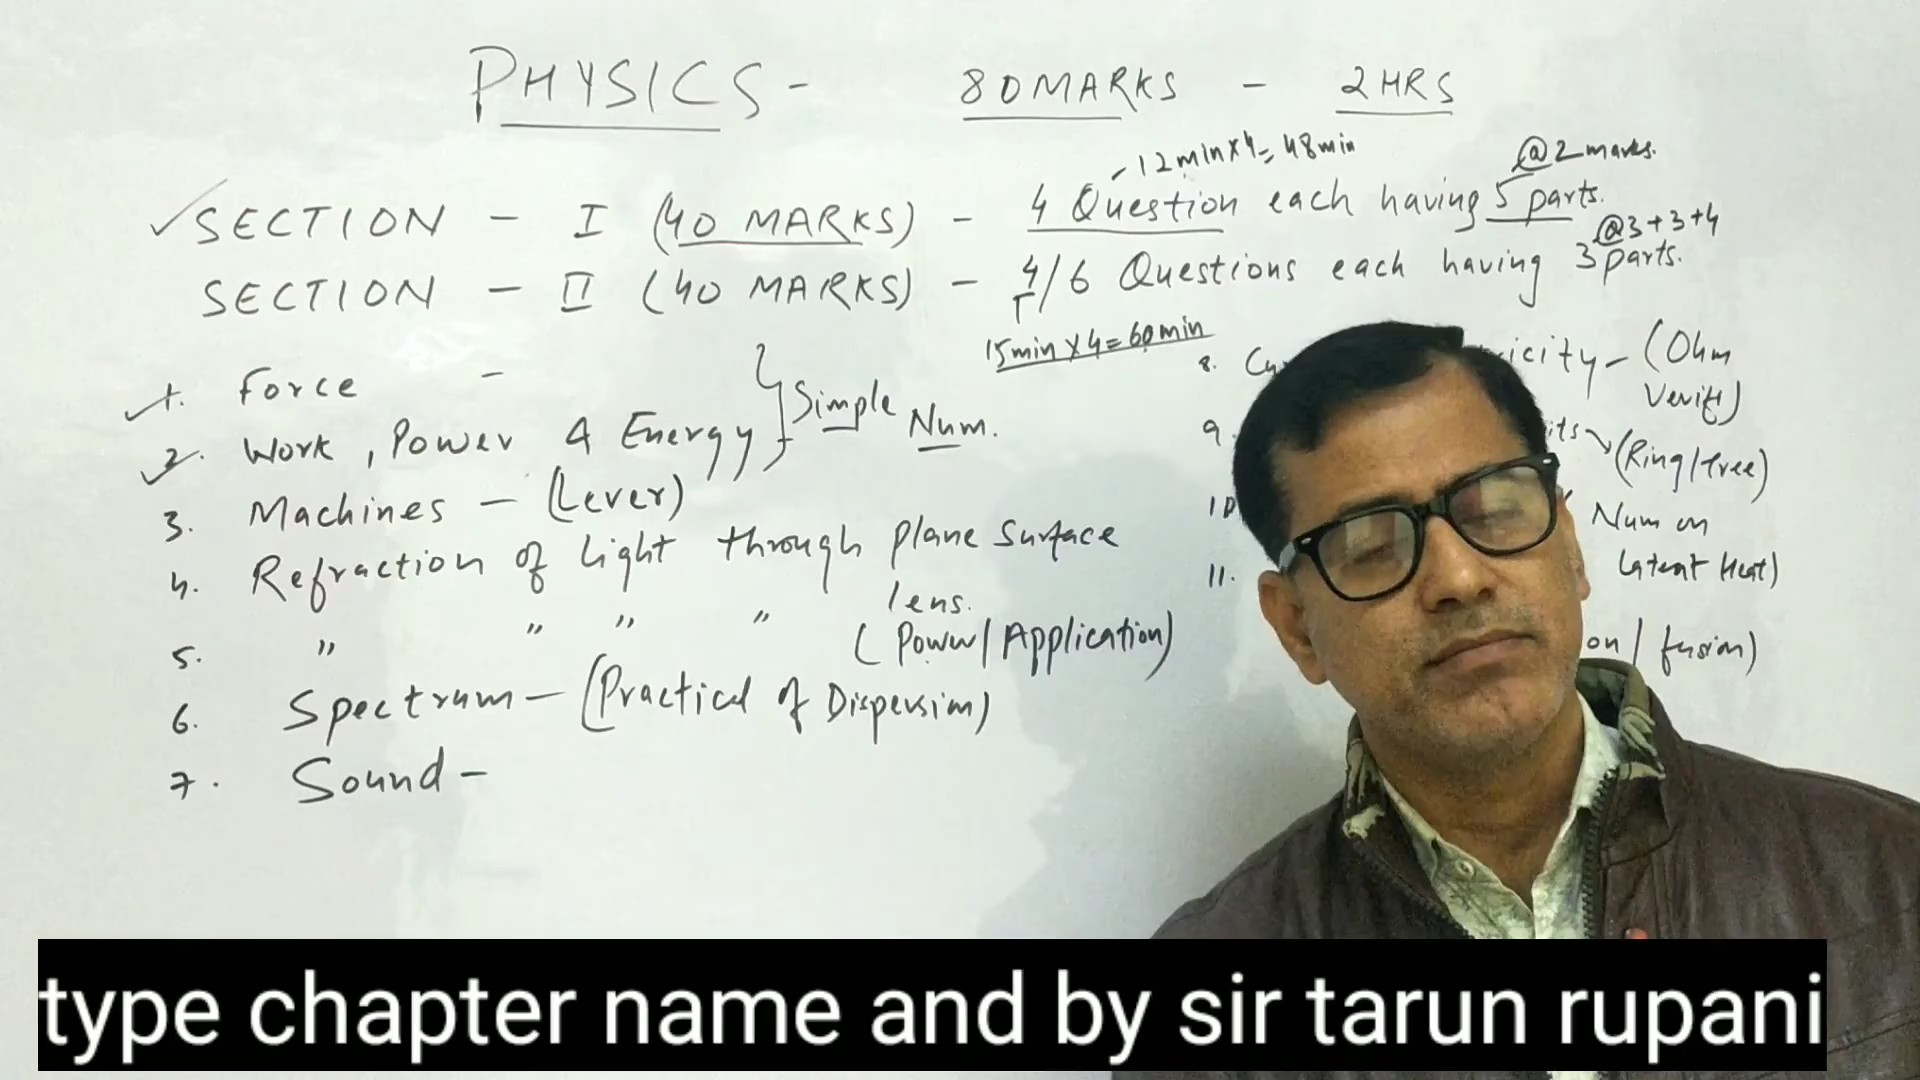 PHYSICS - 80 MARKS - 2 HRS
- 12 min x 4 = 48 min @ 2 marks.
✓ SECTION - I (40 MARKS) - 4 Question each having 5 parts.
@ 3+3+4
SECTION - II (40 MARKS) - 4/6 Questions each having 3 parts.
15 min x 4 = 60 min
✓ 1. Force -
✓ 2. Work, Power & Energy } Simple Num.
3. Machines - (Lever)
4. Refraction of light through plane surface
5. " " " " lens.
(Power / Application)
6. Spectrum - (Practical of Dispersion)
7. Sound -
8. icity - (Ohm
Verify)
9. its (Ring/tree)
10 Num on
Latent Heat)
11.
on / fusion)
type chapter name and by sir tarun rupani